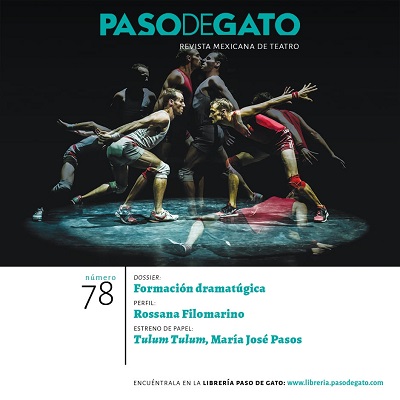 PASODEGATO
REVISTA MEXICANA DE TEATRO
número
78
DOSSIER:
Formación dramatúgica
PERFIL:
Rossana Filomarino
ESTRENO DE PAPEL:
Tulum Tulum, María José Pasos
ENCUÉNTRALA EN LA LIBRERÍA PASO DE GATO: www.libreria.pasodegato.com